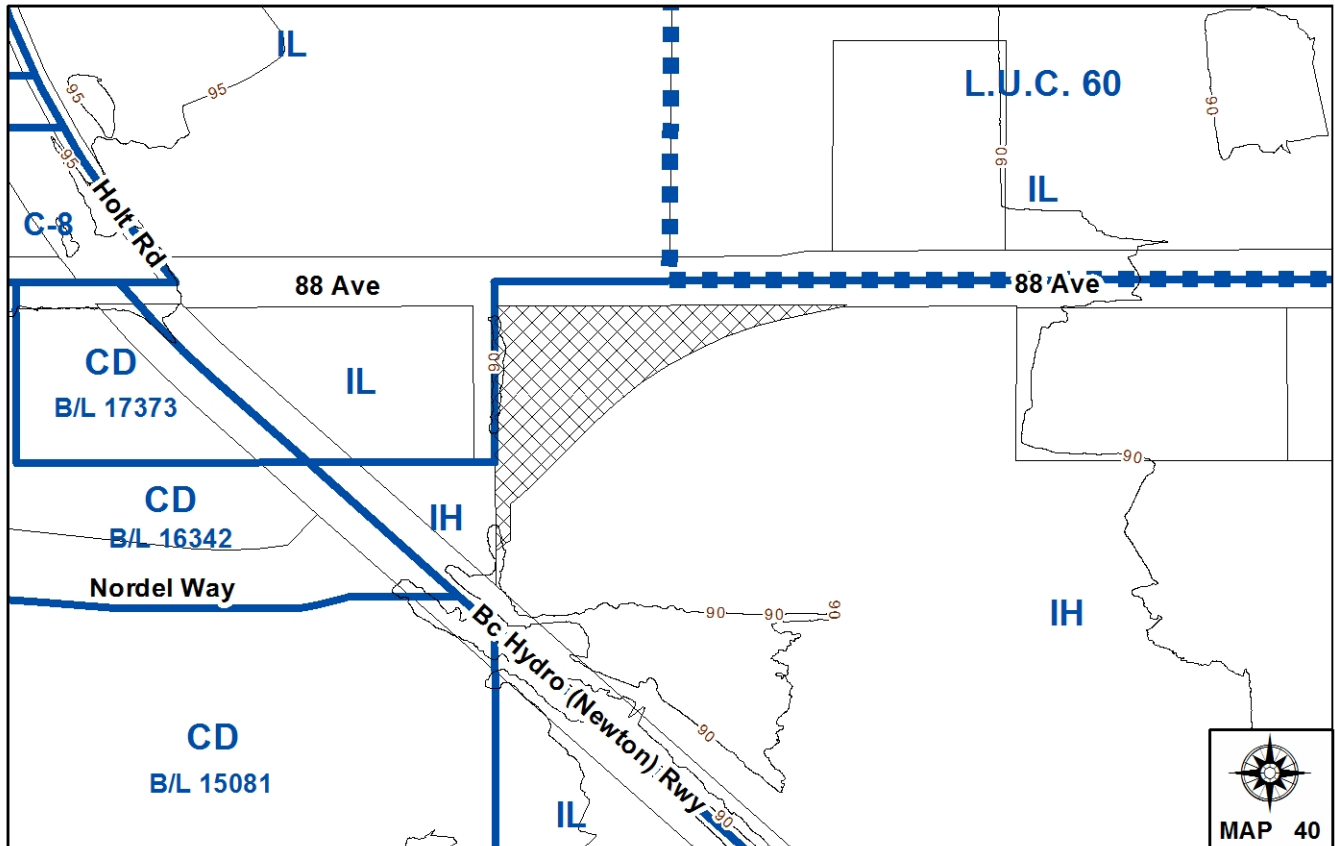 IL
L.U.C. 60
95
95
90
95
90
IL
Holt Rd
C-8
88 Ave
88 Ave
CD
B/L 17373
IL
90
90
CD
B/L 16342
IH
Nordel Way
90
90
90
IH
Bc Hydro (Newton) Rwy
90
CD
B/L 15081
IL
90
MAP 40